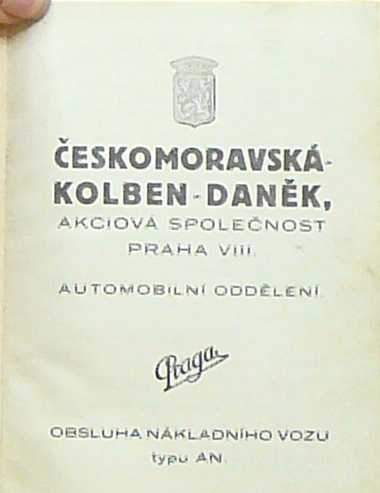 ČESKOMORAVSKÁ-
KOLBEN-DANĚK,
AKCIOVÁ SPOLEČNOST
PRAHA VIII.
AUTOMOBILNÍ ODDĚLENÍ.
Praga.
OBSLUHA NÁKLADNÍHO VOZU
typu AN.